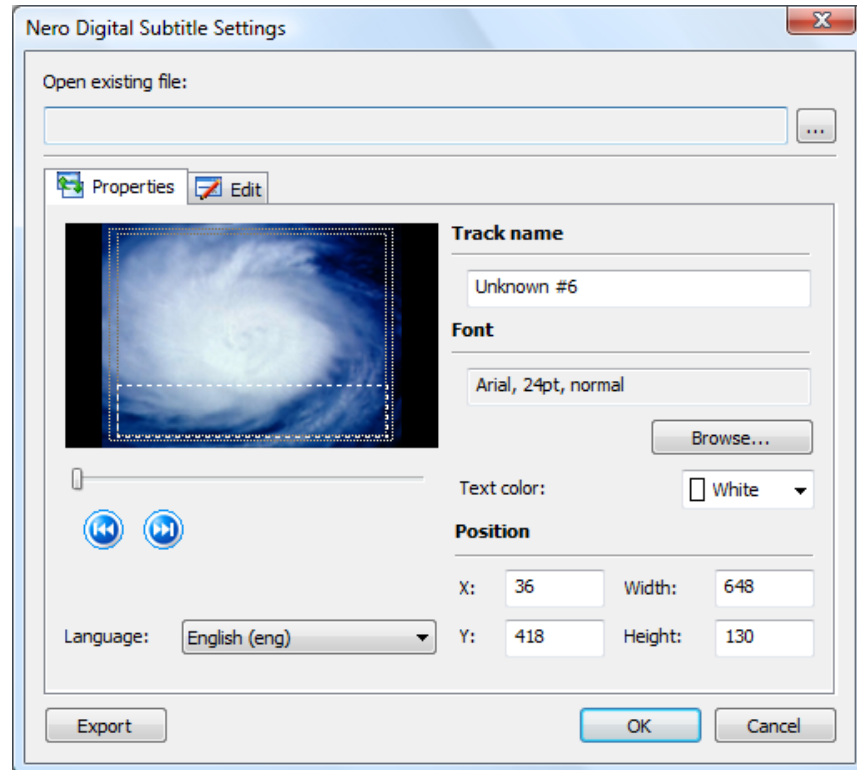 Nero Digital Subtitle Settings
Open existing file:
...
Properties
Edit
Track name
Unknown #6
Font
Arial, 24pt, normal
Browse...
Text color:
White
Position
X: 36 Width: 648
Language: English (eng)
Y: 418 Height: 130
Export
OK
Cancel